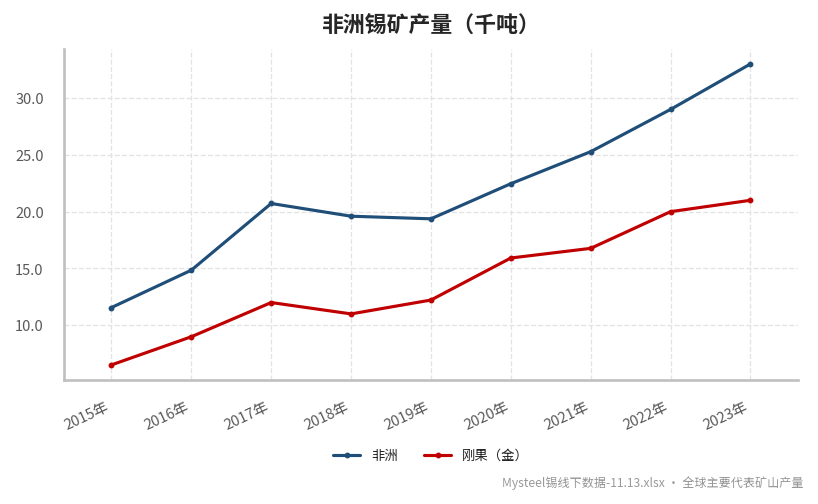 非洲锡矿产量（千吨）
30.0
25.0
20.0
15.0
10.0
2015年
2016年
2017年
2018年
2019年
2020年
2021年
2022年
2023年
非洲
刚果（金）
Mysteel锡线下数据-11.13.xlsx • 全球主要代表矿山产量